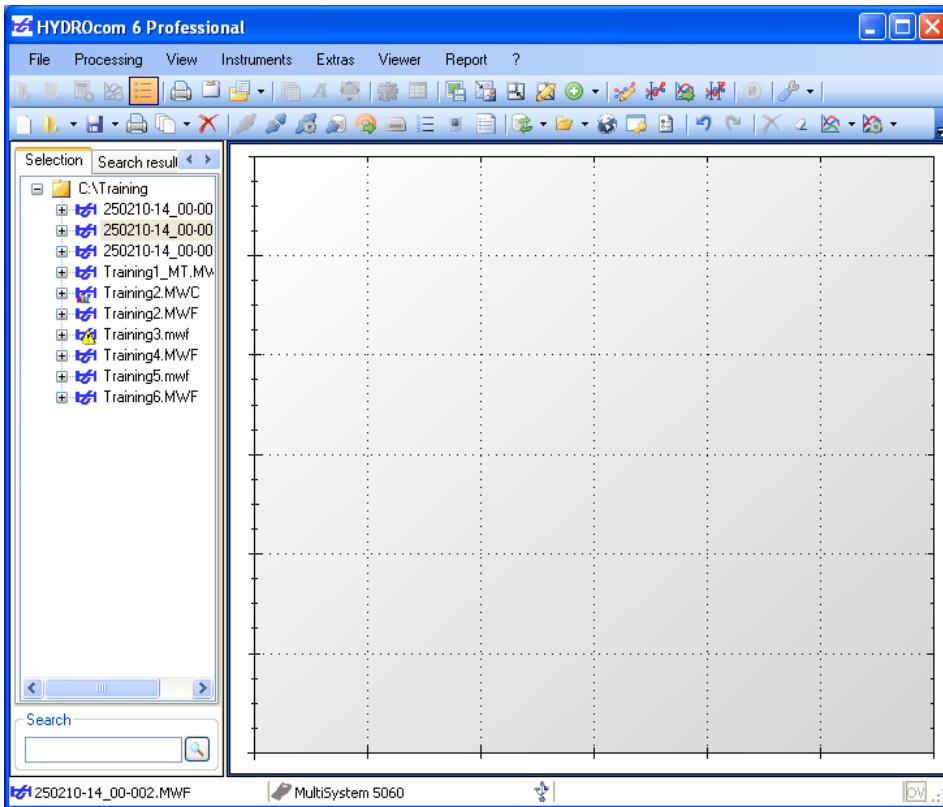 HYDROcom 6 Professional
File Processing View Instruments Extras Viewer Report ?
Selection Search result
C:\Training
250210-14_00-00
250210-14_00-00
250210-14_00-00
Training1_MT.MV
Training2.MWC
Training2.MWF
Training3.mwf
Training4.MWF
Training5.mwf
Training6.MWF
Search
250210-14_00-002.MWF MultiSystem 5060 OV